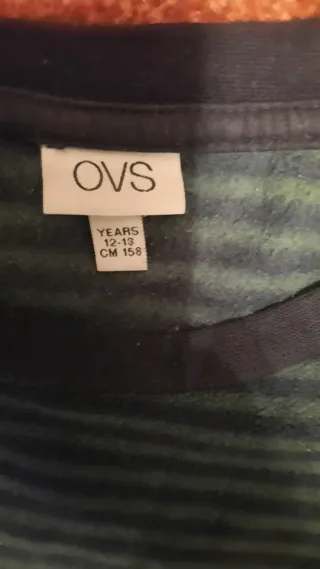 OVS
YEARS
12-13
CM 158